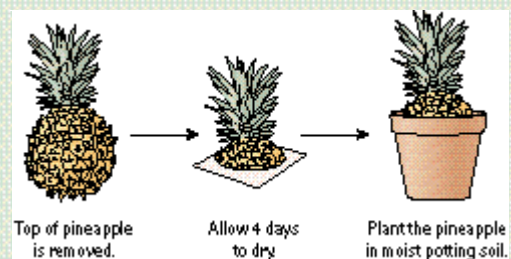 Top of pineapple
is removed.
Allow 4 days
to dry
Plant the pineapple
in moist potting soil.